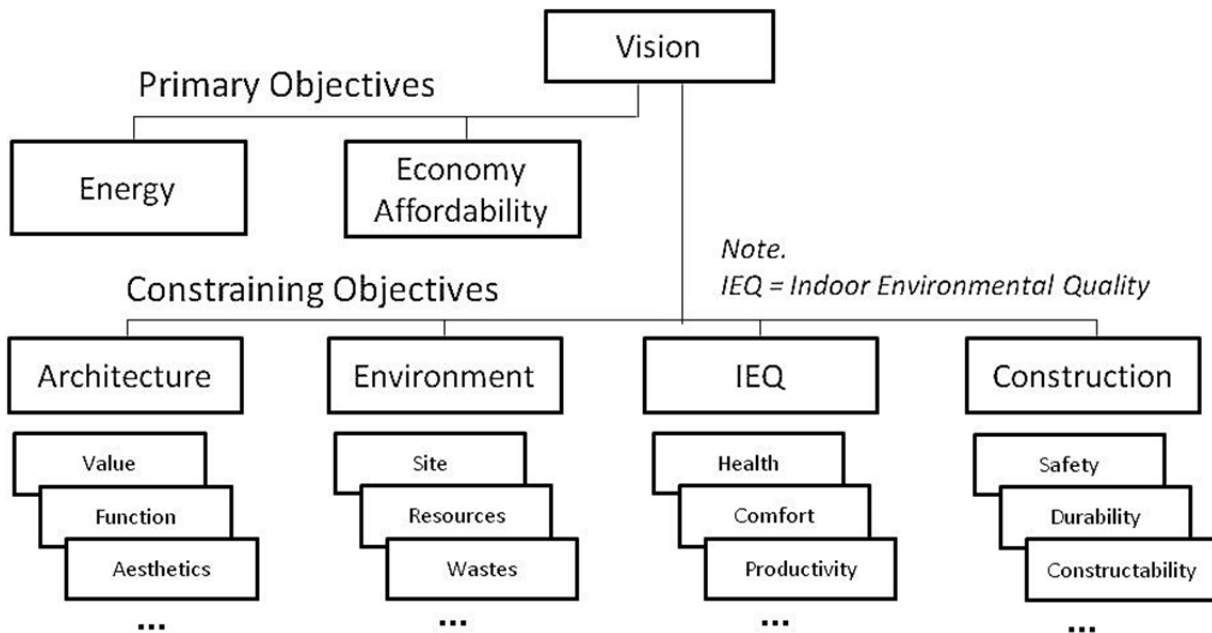 Vision
Primary Objectives
Energy
Economy
Affordability
Note.
IEQ = Indoor Environmental Quality
Constraining Objectives
Architecture
Environment
IEQ
Construction
Value
Function
Aesthetics
...
Site
Resources
Wastes
...
Health
Comfort
Productivity
...
Safety
Durability
Constructability
...